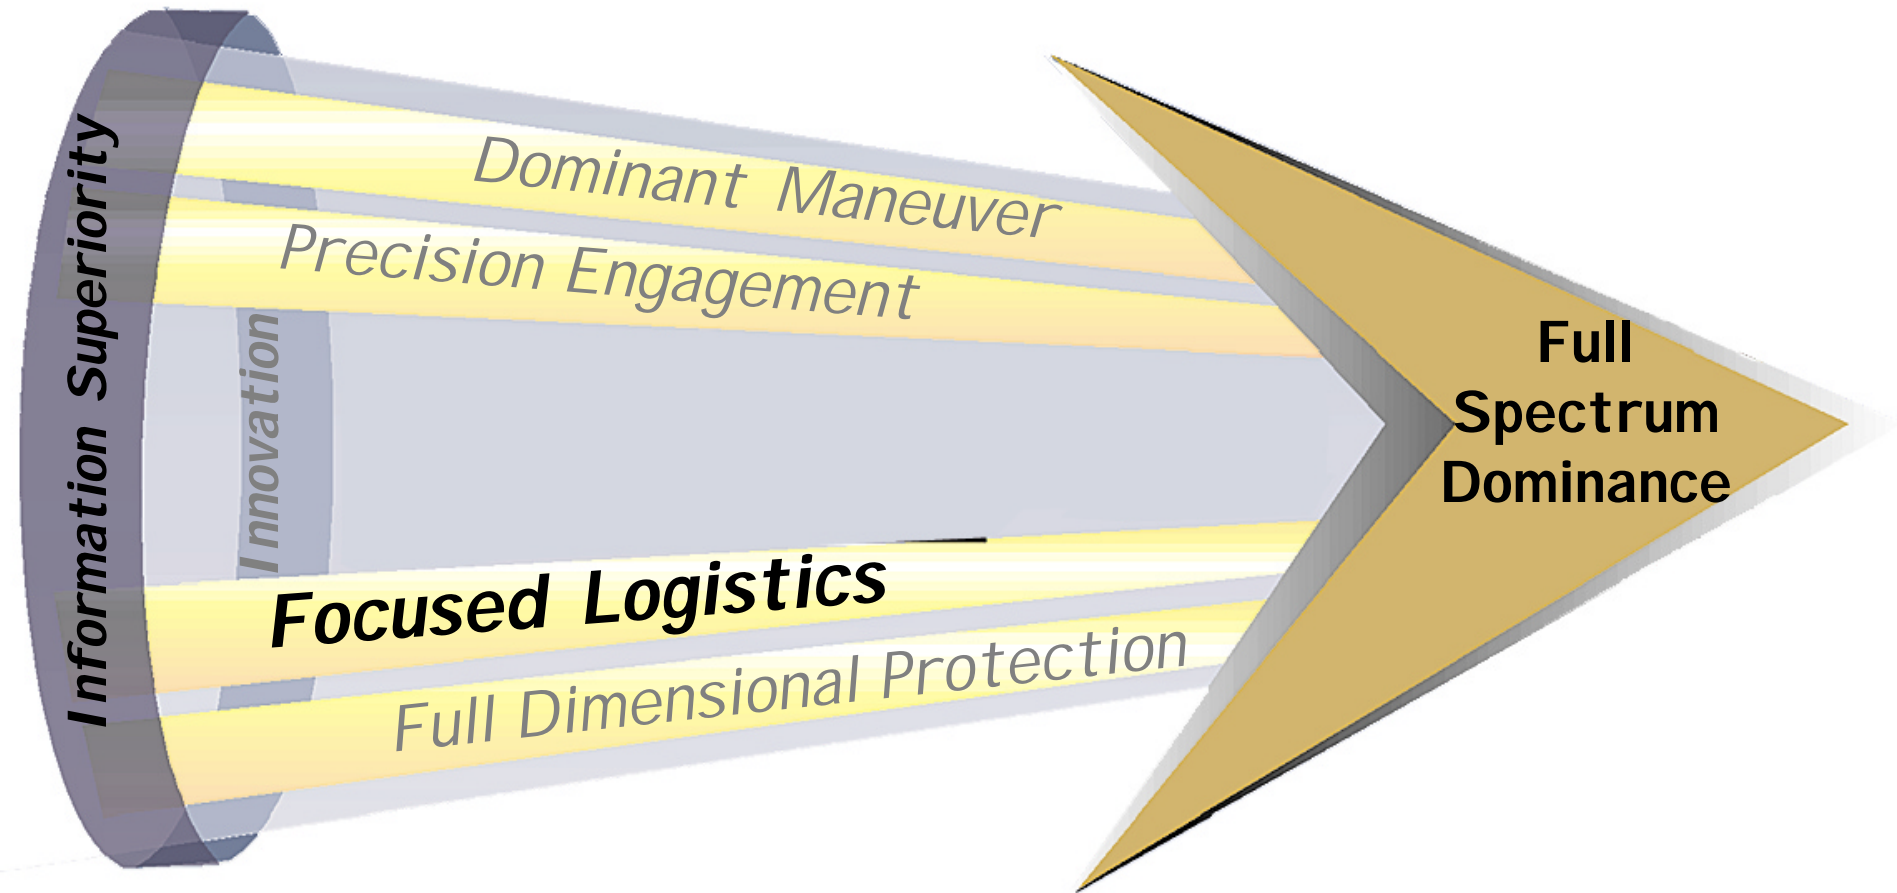 Information Superiority
Innovation
Dominant Maneuver
Precision Engagement
Focused Logistics
Full Dimensional Protection
Full
Spectrum
Dominance